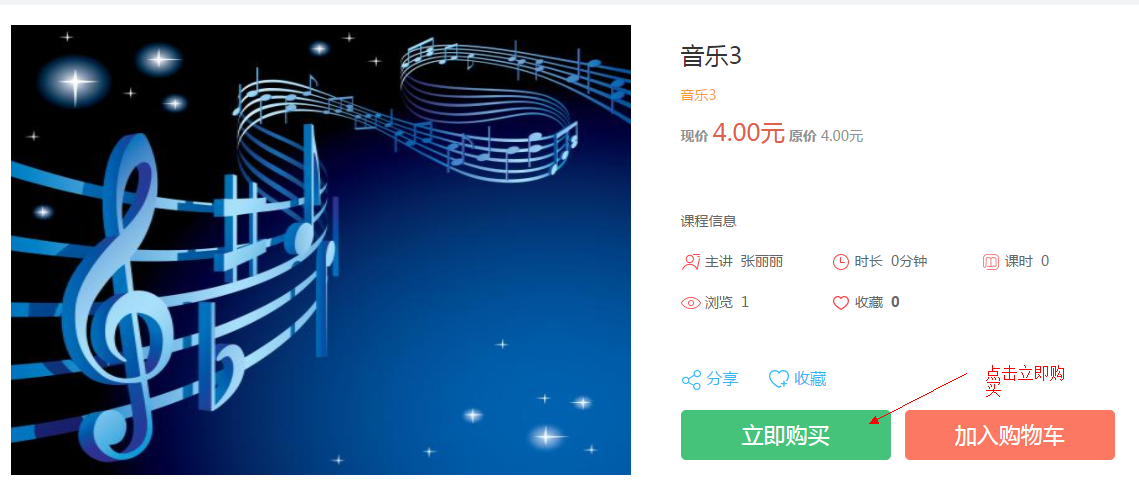 音乐3
音乐3
现价 4.00元 原价 4.00元
课程信息
主讲 张丽丽 时长 0分钟 课时 0
浏览 1 收藏 0
分享 收藏
点击立即购
买
立即购买 加入购物车